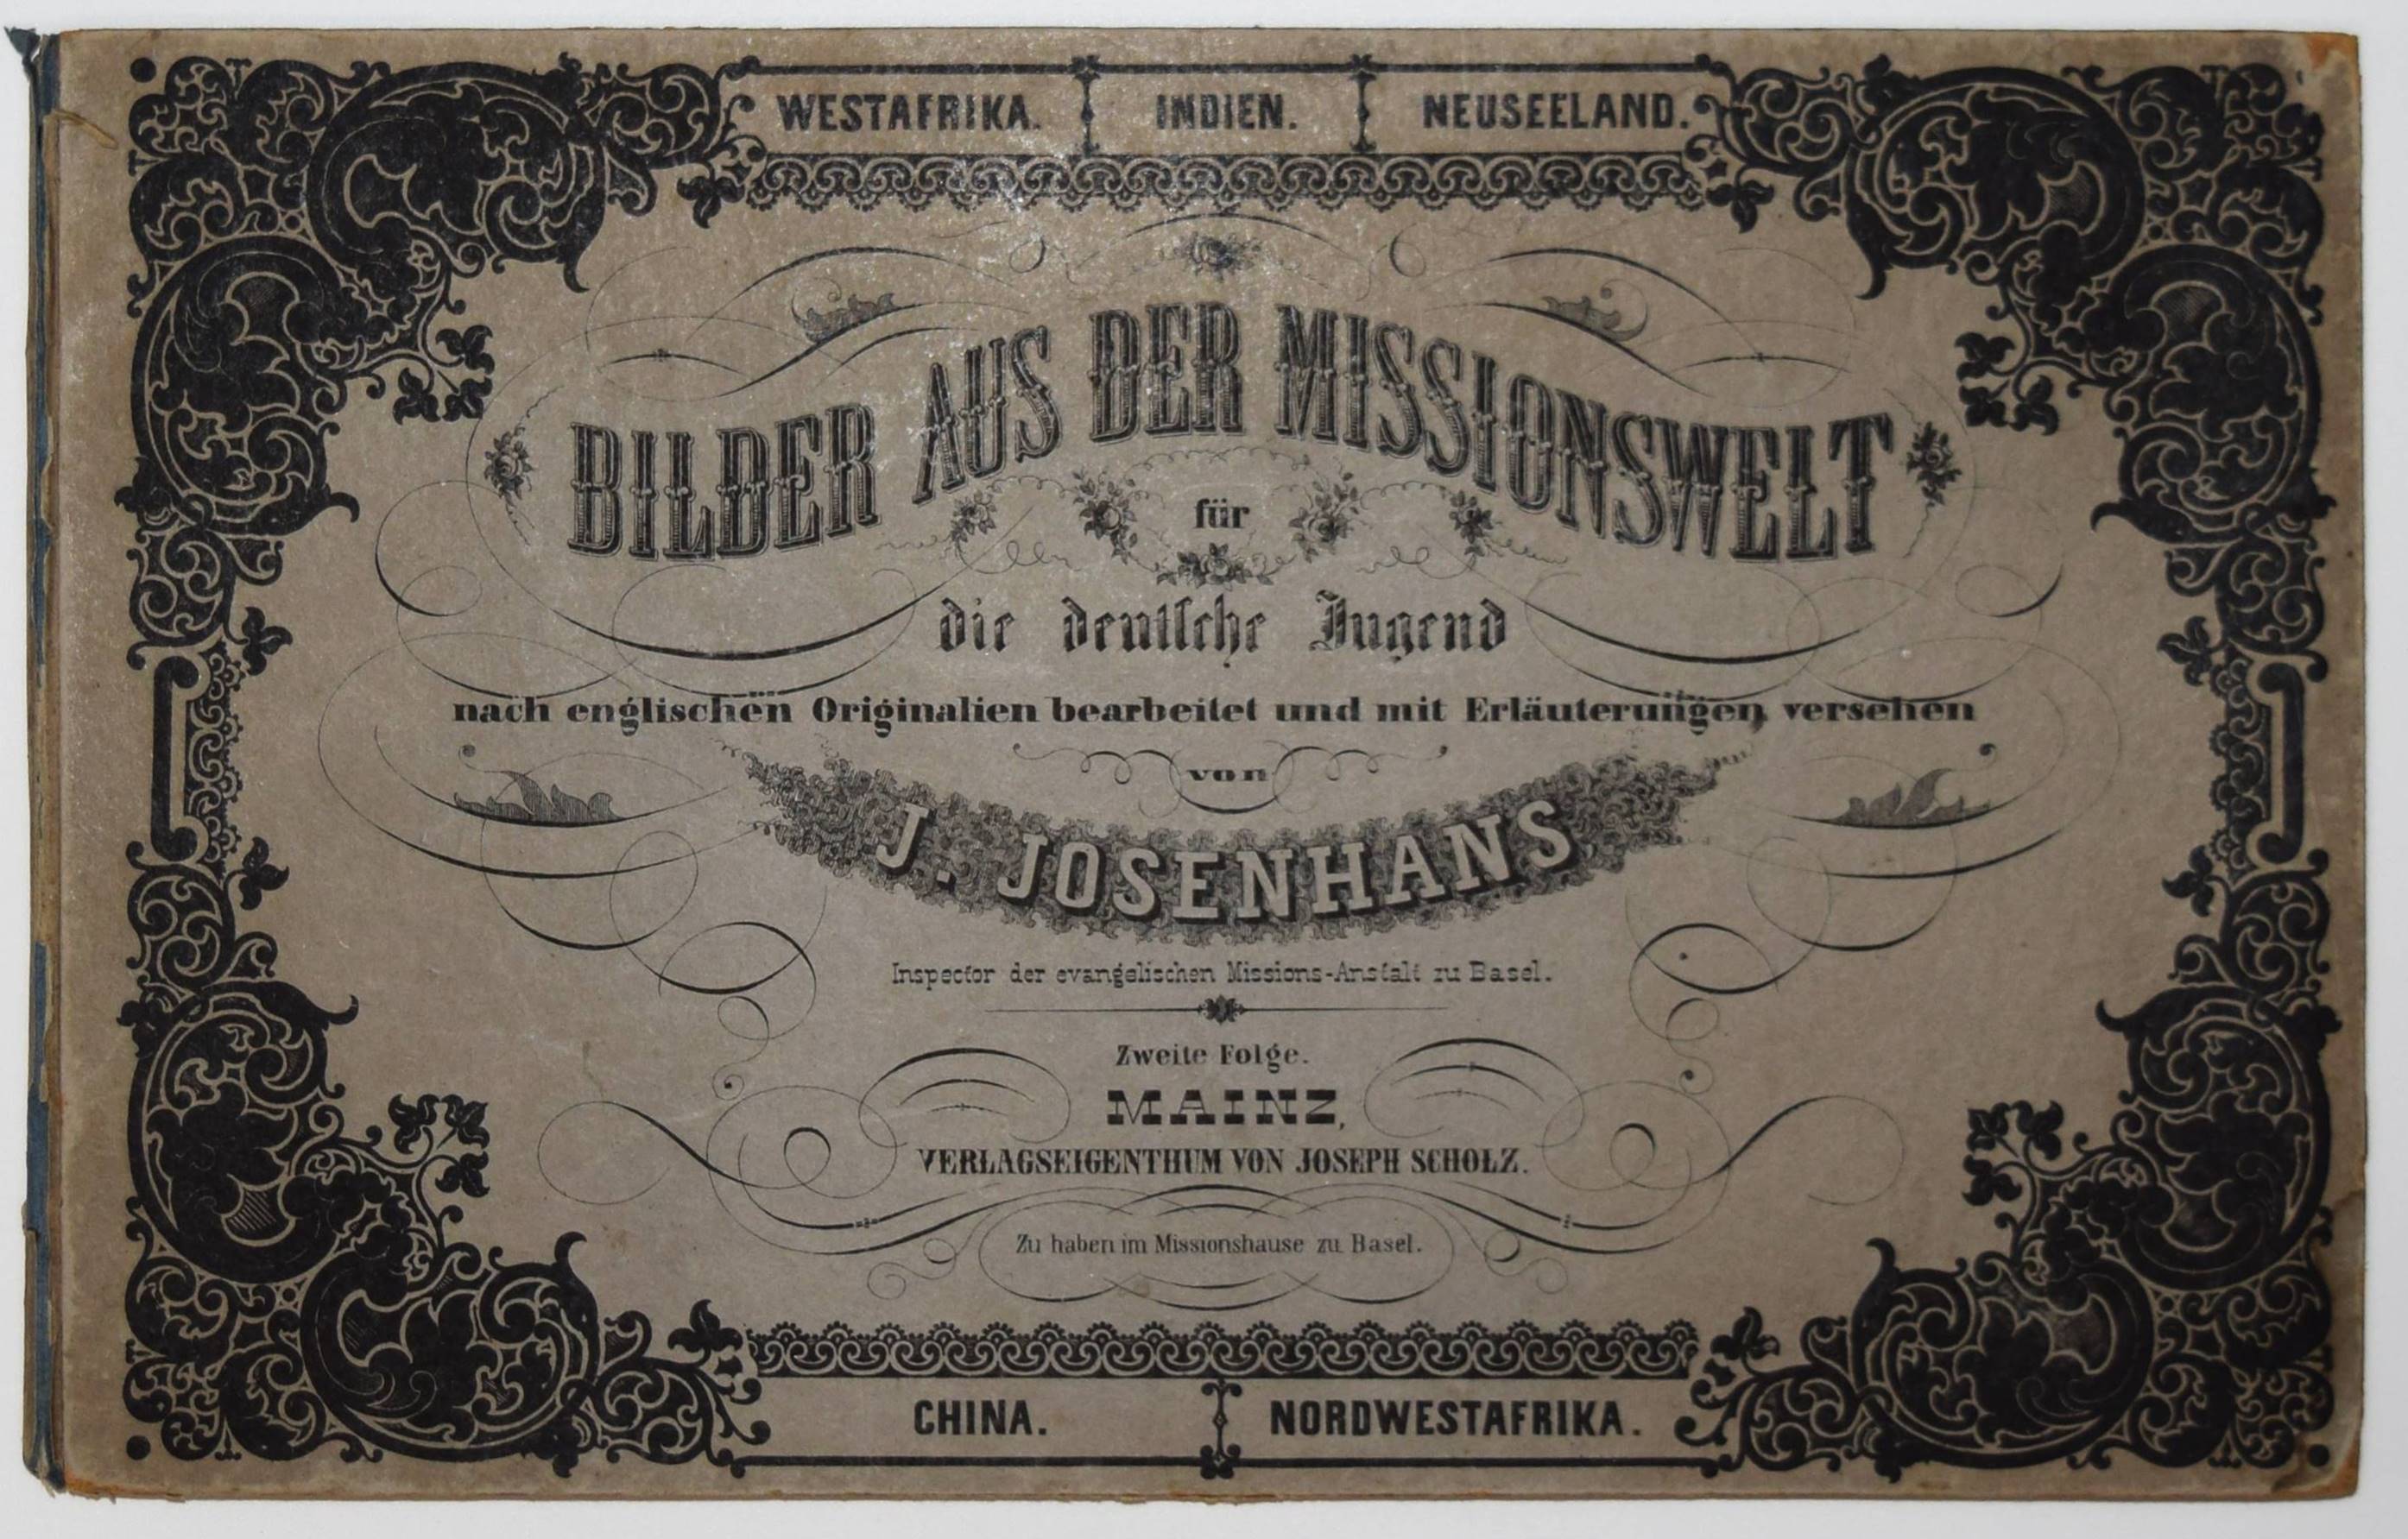 WESTAFRIKA. INDIEN. NEUSEELAND.
BILDER AUS DER MISSIONSWELT
für
die deutsche Jugend
nach englischen Originalien bearbeitet und mit Erläuterungen versehen
von
J. JOSENHANS
Inspector der evangelischen Missions-Anstalt zu Basel.
Zweite Folge.
MAINZ,
VERLAGSEIGENTHUM VON JOSEPH SCHOLZ.
Zu haben im Missionshause zu Basel.
CHINA. NORDWESTAFRIKA.